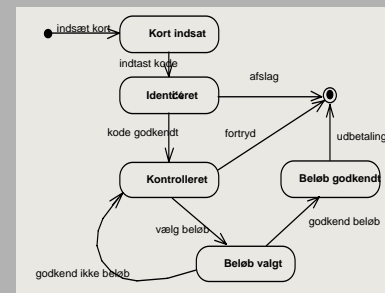 indsæt kort
Kort indsat
indtast kode
afslag
kode godkendt
fortryd
udbetaling
Kontrolleret
Beløb godkendt
vælg beløb
godkend beløb
Beløb valgt
godkend ikke beløb